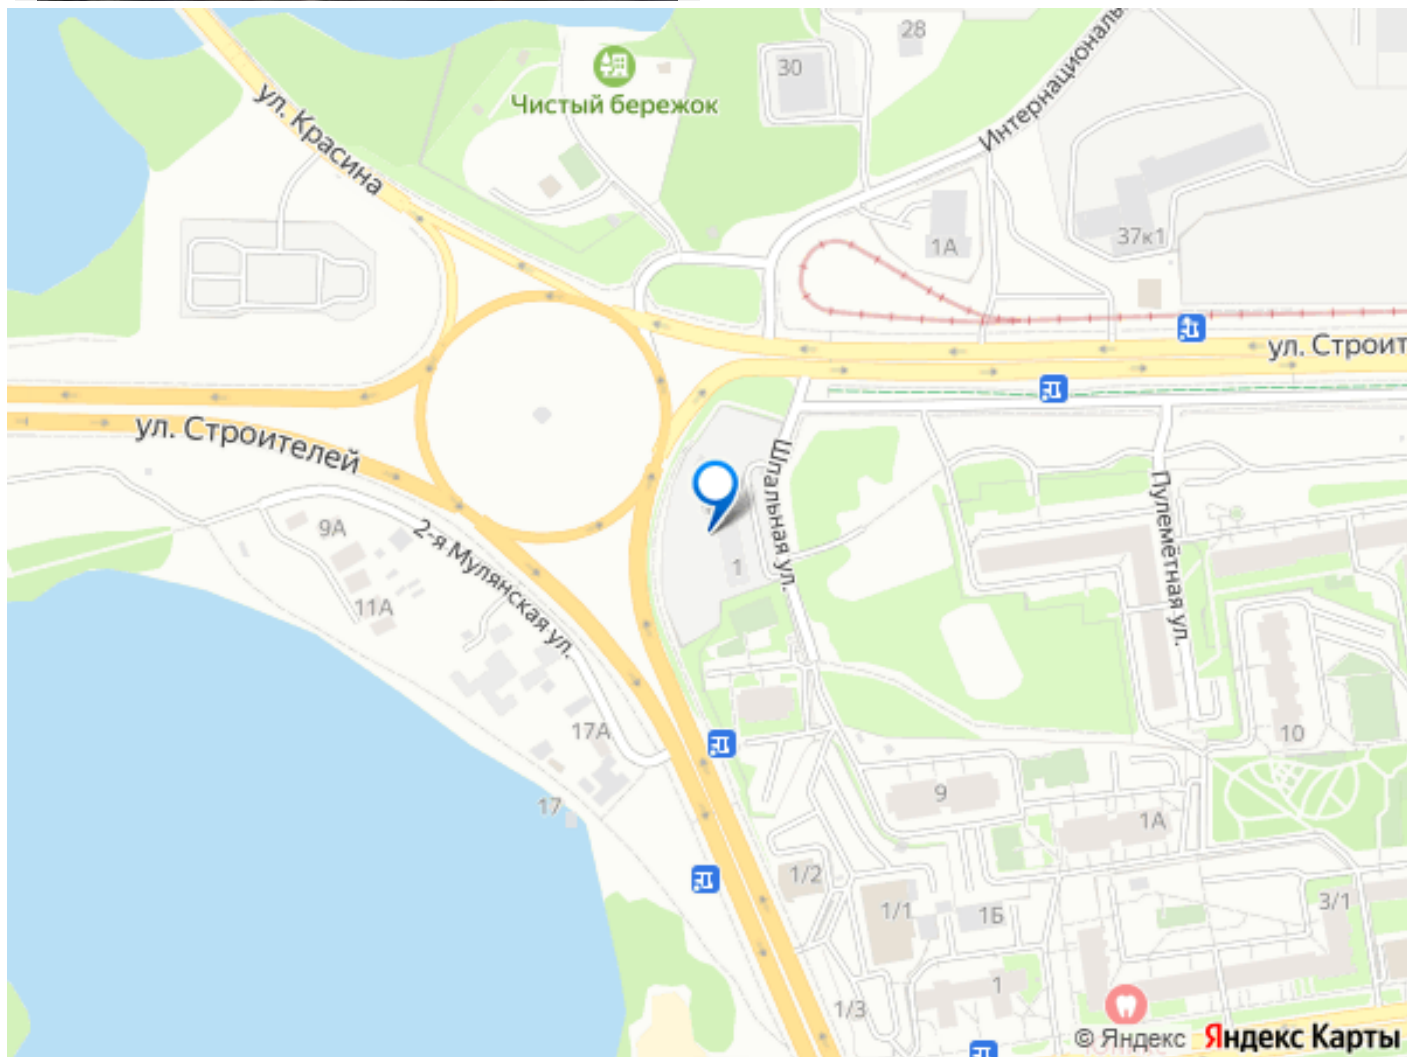 28
30
Чистый бережок
Интернациональ
ул. Красина
37к1
1А
ул. Строит
ул. Строителей
Шпальная ул.
Пулемётная ул.
9А
2-я Мулянская ул.
1
11А
17А
10
9
17
1А
1/2
1/1
1Б
3/1
1
1/3
© Яндекс Яндекс Карты